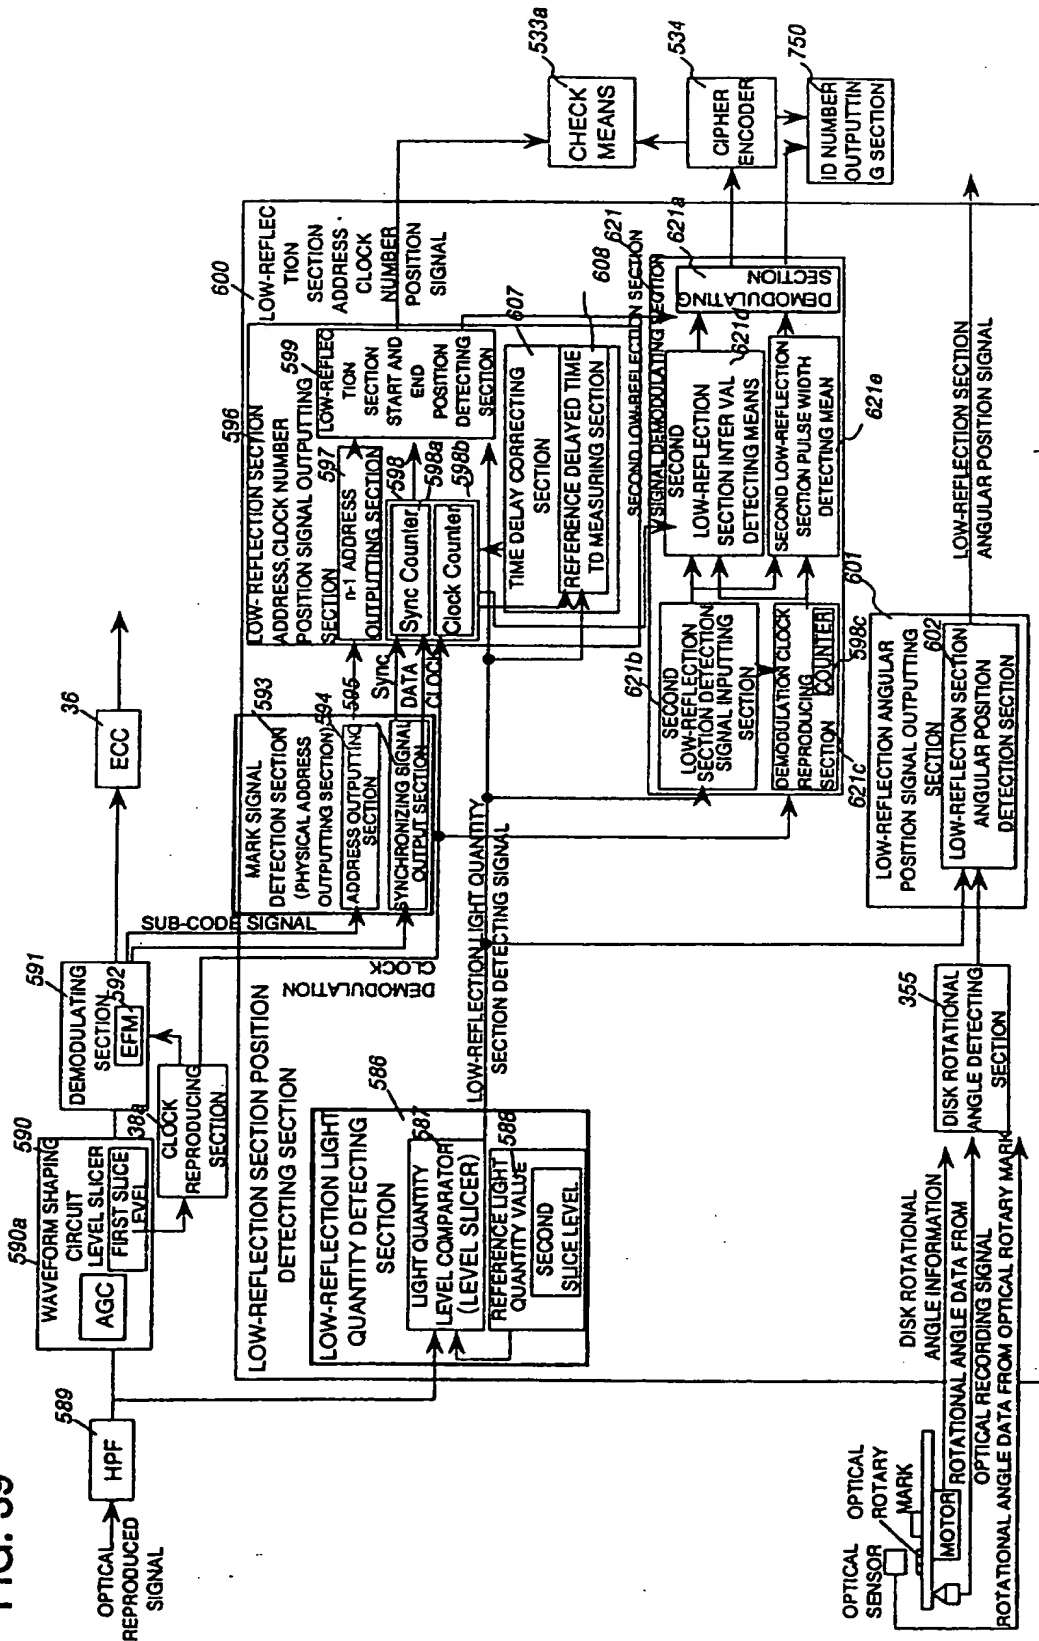 FIG. 39
OPTICAL
REPRODUCED
SIGNAL
HPF
589
590a
WAVEFORM SHAPING
CIRCUIT
LEVEL SLICER
FIRST SLICE
LEVEL
AGC
590
CLOCK
REPRODUCING
SECTION
38a
591
DEMODULATING
SECTION
592
EFM
ECC
36
SUB-CODE SIGNAL
DEMODULATION
CLOCK
LOW-REFLECTION SECTION POSITION
DETECTING SECTION
LOW-REFLECTION LIGHT
QUANTITY DETECTING
SECTION
586
LIGHT QUANTITY
LEVEL COMPARATOR
(LEVEL SLICER)
587
REFERENCE LIGHT
QUANTITY VALUE
588
SECOND
SLICE LEVEL
LOW-REFLECTION LIGHT QUANTITY
SECTION DETECTING SIGNAL
MARK SIGNAL
DETECTION SECTION
(PHYSICAL ADDRESS
OUTPUTTING SECTION)
593
594
ADDRESS OUTPUTTING
SECTION
595
SYNCHRONIZING SIGNAL
OUTPUT SECTION
Sync
DATA
CLOCK
600
LOW-REFLEC
TION
SECTION
ADDRESS ·
CLOCK
NUMBER
POSITION
SIGNAL
596
LOW- REFLECTION SECTION
ADDRESS,CLOCK NUMBER
POSITION SIGNAL OUTPUTTING
SECTION
597
n-1 ADDRESS
OUTPUTTING SECTION
598
Sync Counter
598a
Clock Counter
598b
599
LOW-REFLEC
TION
SECTION
START AND
END
POSITION
DETECTING
SECTION
607
TIME DELAY CORRECTING
SECTION
608
REFERENCE DELAYED TIME
TD MEASURING SECTION
SECOND LOW-REFLECTION SECTION
SIGNAL DEMODULATING SECTION
621
621a
DEMODULATING
SECTION
621b
SECOND
LOW-REFLECTION
SECTION DETECTION
SIGNAL INPUTTING
SECTION
DEMODULATION CLOCK
REPRODUCING
SECTION
COUNTER
598c
621c
SECOND
LOW-REFLECTION
SECTION INTER VAL
DETECTING MEANS
621d
SECOND LOW-REFLECTION
SECTION PULSE WIDTH
DETECTING MEAN
621e
CHECK
MEANS
533a
CIPHER
ENCODER
534
ID NUMBER
OUTPUTTIN
G SECTION
750
601
LOW-REFLECTION ANGULAR
POSITION SIGNAL OUTPUTING
SECTION
602
LOW-REFLECTION SECTION
ANGULAR POSITION
DETECTION SECTION
LOW-REFLECTION SECTION
ANGULAR POSITION SIGNAL
355
DISK ROTATIONAL
ANGLE DETECTING
SECTION
DISK ROTATIONAL
ANGLE INFORMATION
ROTATIONAL ANGLE DATA FROM
OPTICAL RECORDING SIGNAL
ROTATIONAL ANGLE DATA FROM OPTICAL ROTARY MARK
OPTICAL
SENSOR
OPTICAL
ROTARY
MARK
MOTOR